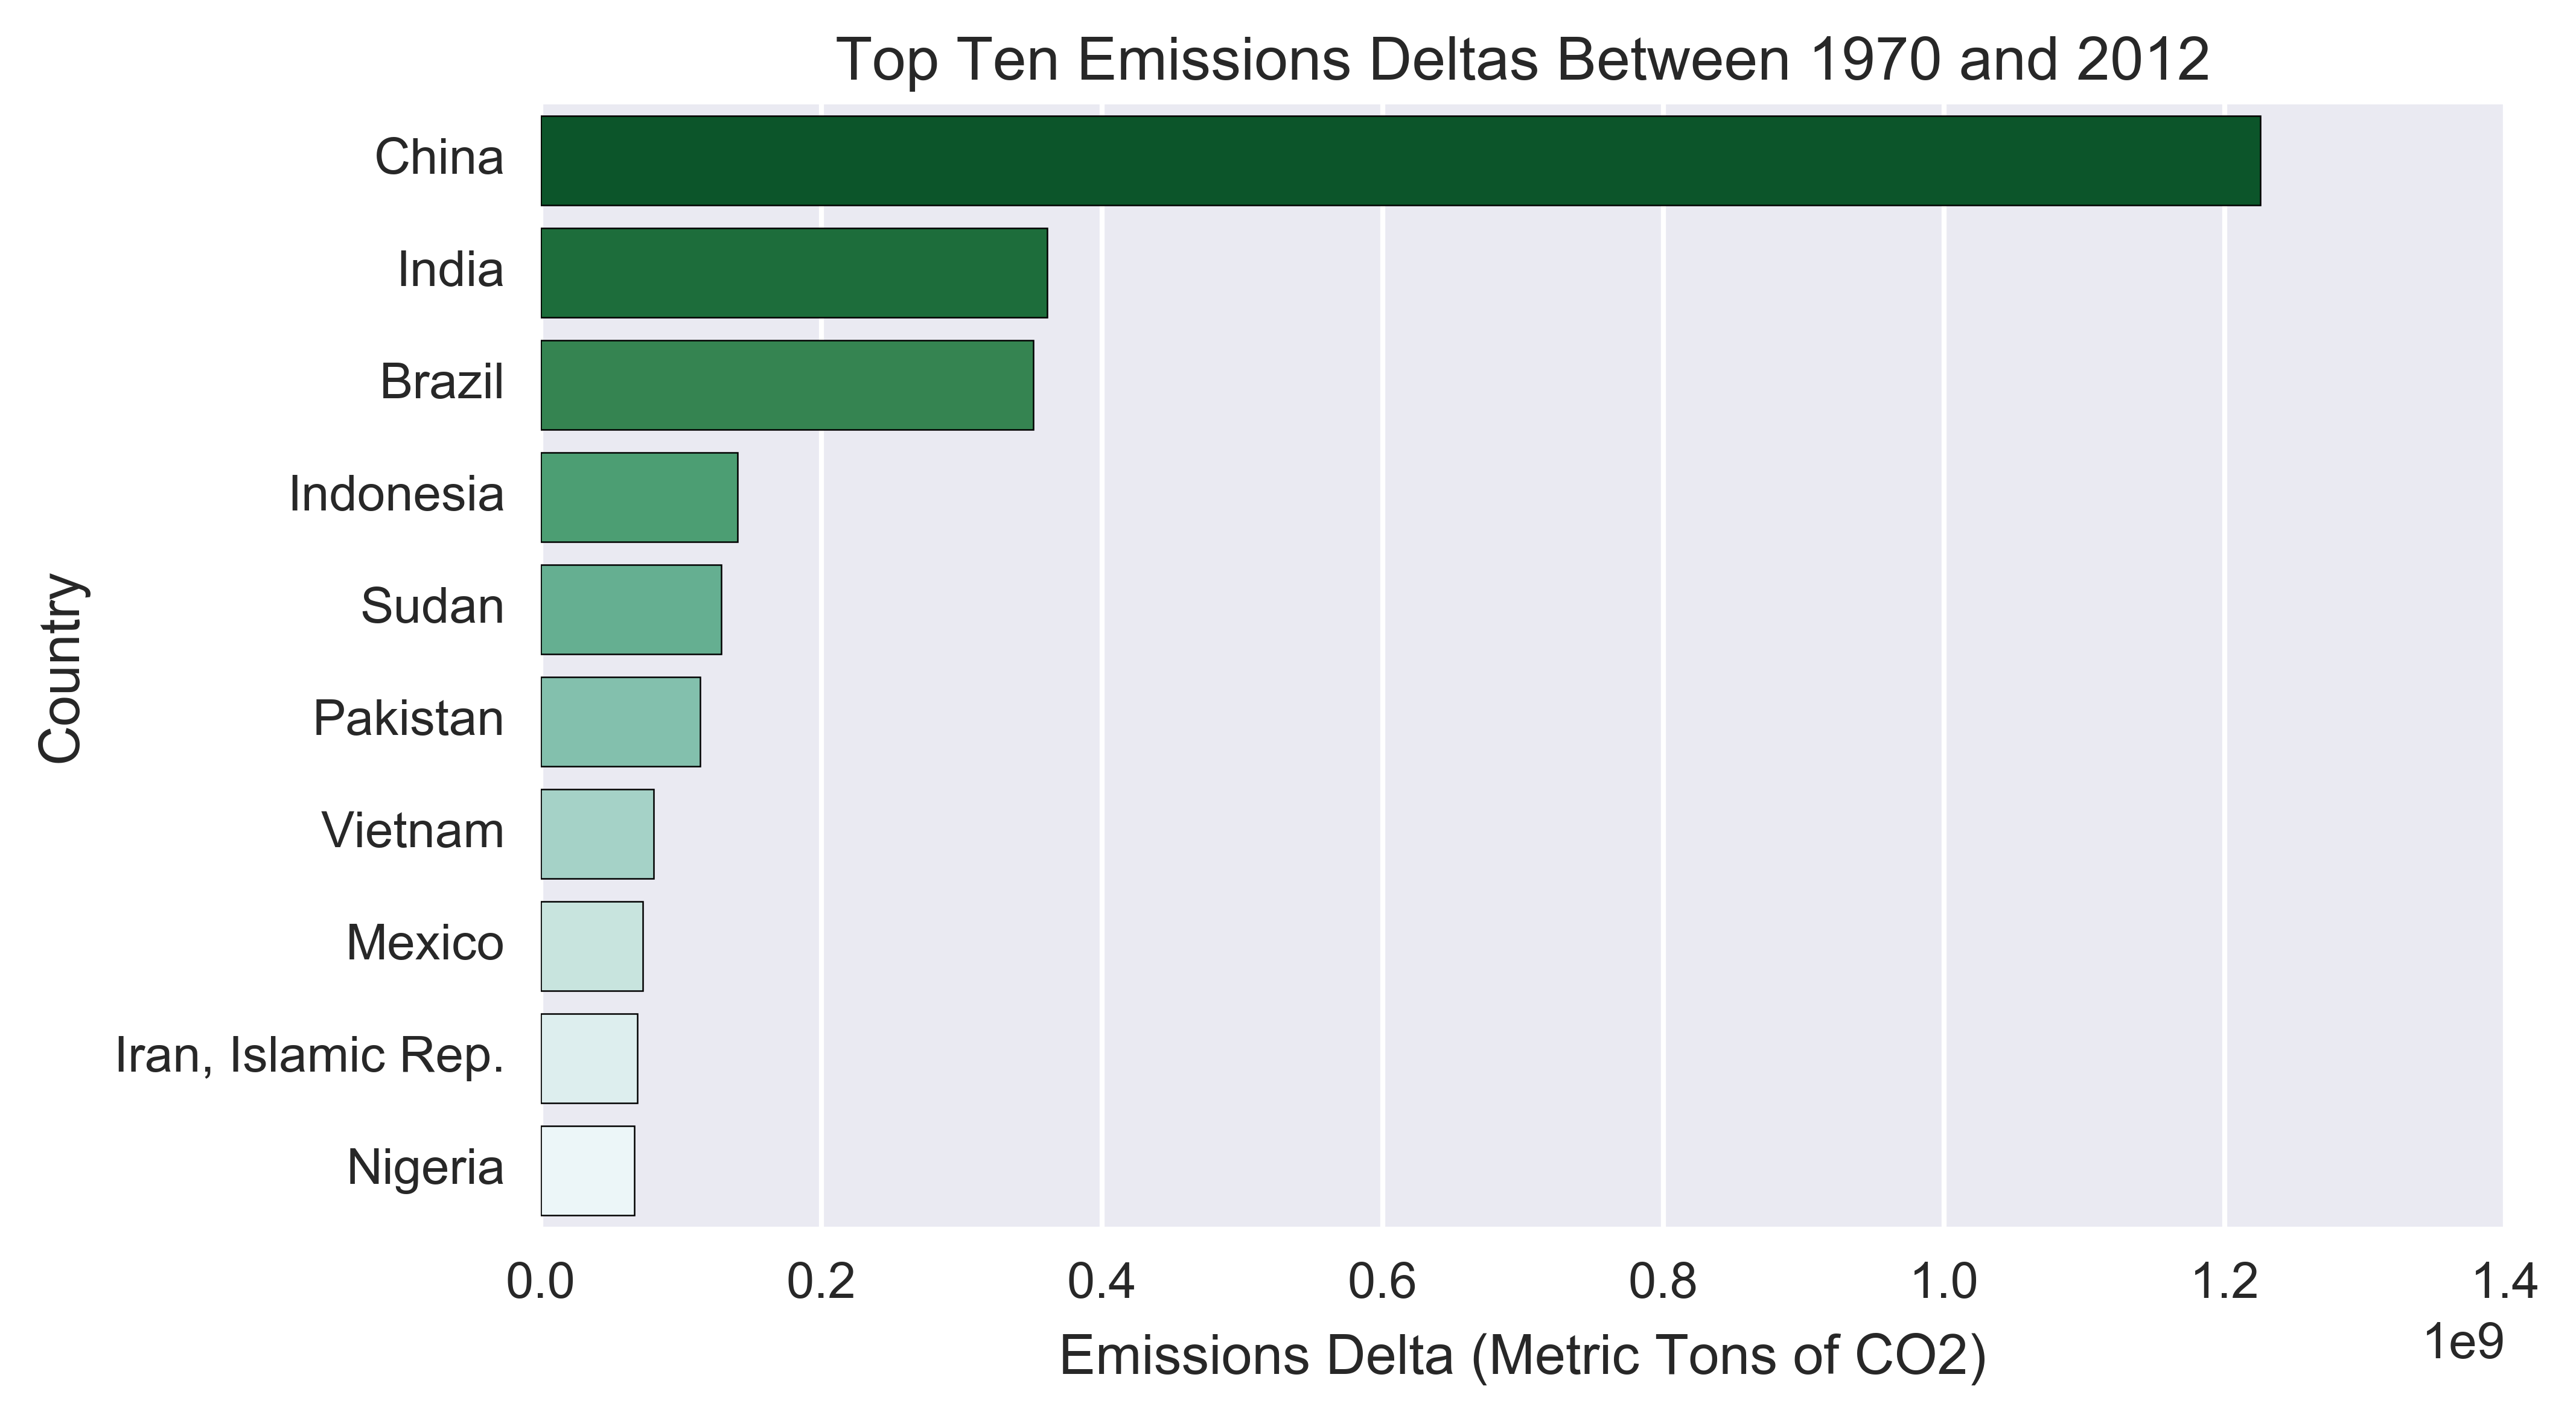 Top Ten Emissions Deltas Between 1970 and 2012
China
India
Brazil
Indonesia
Sudan
Pakistan
Vietnam
Mexico
Iran, Islamic Rep.
Nigeria
Country
0.0 0.2 0.4 0.6 0.8 1.0 1.2 1.4
1e9
Emissions Delta (Metric Tons of CO2)